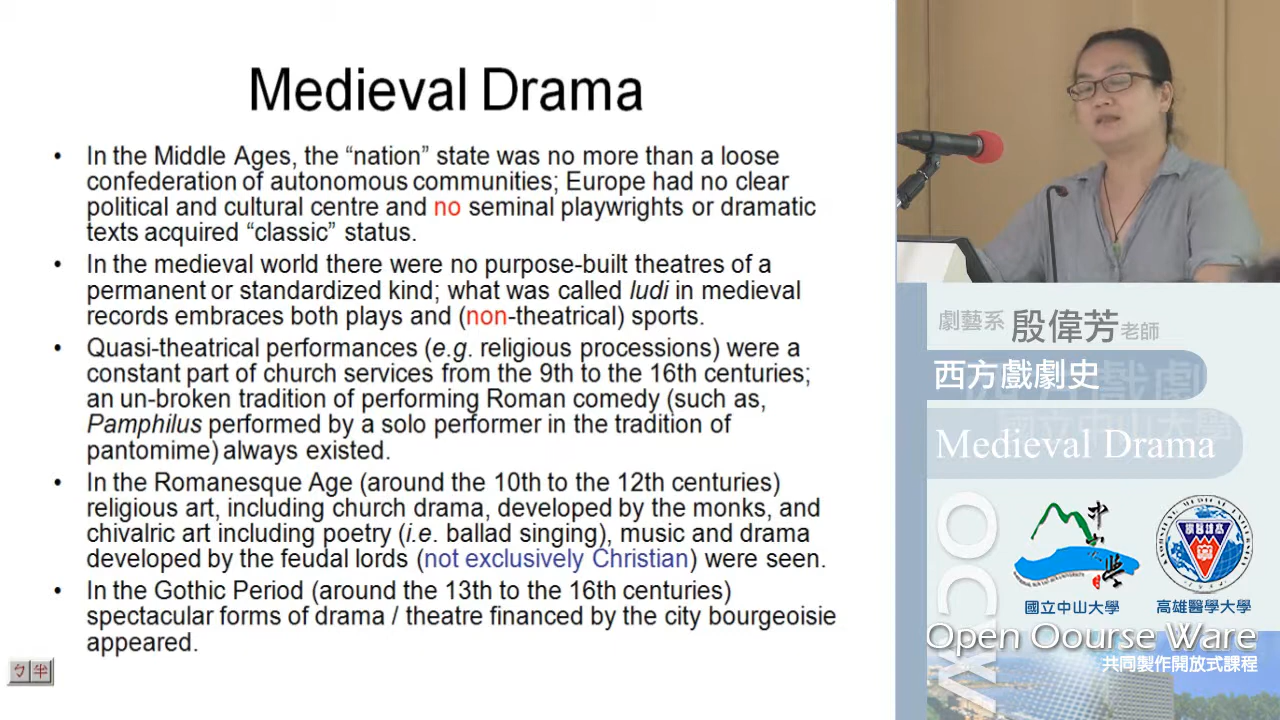 Medieval Drama
• In the Middle Ages, the “nation” state was no more than a loose
confederation of autonomous communities; Europe had no clear
political and cultural centre and no seminal playwrights or dramatic
texts acquired “classic” status.
• In the medieval world there were no purpose-built theatres of a
permanent or standardized kind; what was called ludi in medieval
records embraces both plays and (non-theatrical) sports.
• Quasi-theatrical performances (e.g. religious processions) were a
constant part of church services from the 9th to the 16th centuries;
an un-broken tradition of performing Roman comedy (such as,
Pamphilus performed by a solo performer in the tradition of
pantomime) always existed.
• In the Romanesque Age (around the 10th to the 12th centuries)
religious art, including church drama, developed by the monks, and
chivalric art including poetry (i.e. ballad singing), music and drama
developed by the feudal lords (not exclusively Christian) were seen.
• In the Gothic Period (around the 13th to the 16th centuries)
spectacular forms of drama / theatre financed by the city bourgeoisie
appeared.
ㄅ半
劇藝系 殷偉芳老師
西方戲劇史
Medieval Drama
OCW
中山大學
國立中山大學
高雄醫學大學
Open Oourse Ware
共同製作開放式課程